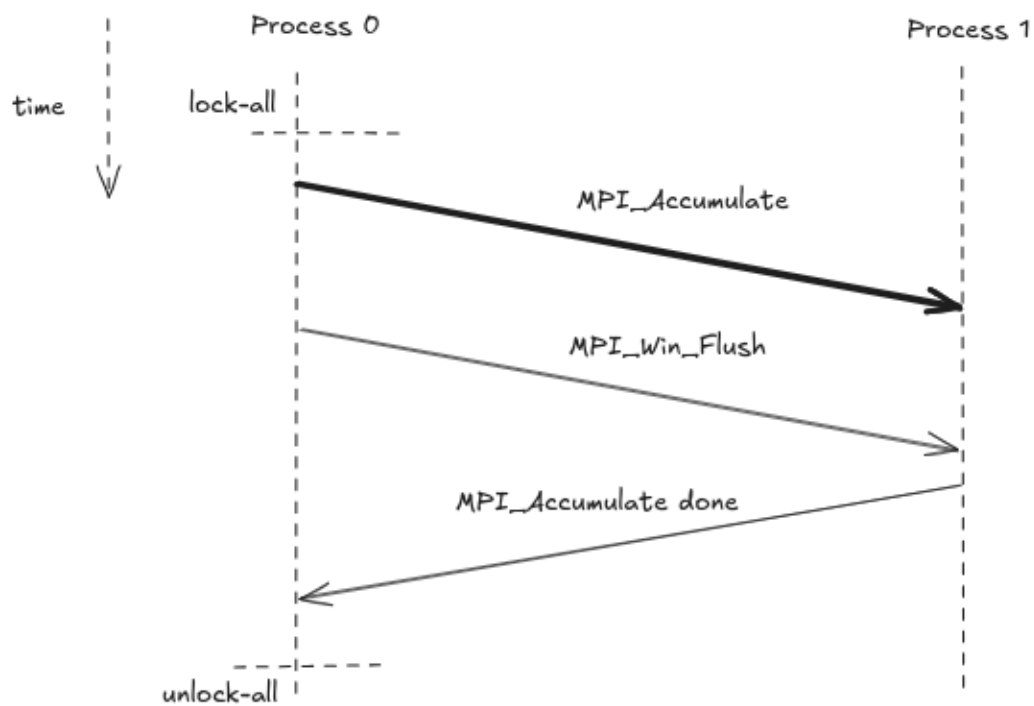 Process 0
Process 1
time
lock-all
MPI_Accumulate
MPI_Win_Flush
MPI_Accumulate done
unlock-all